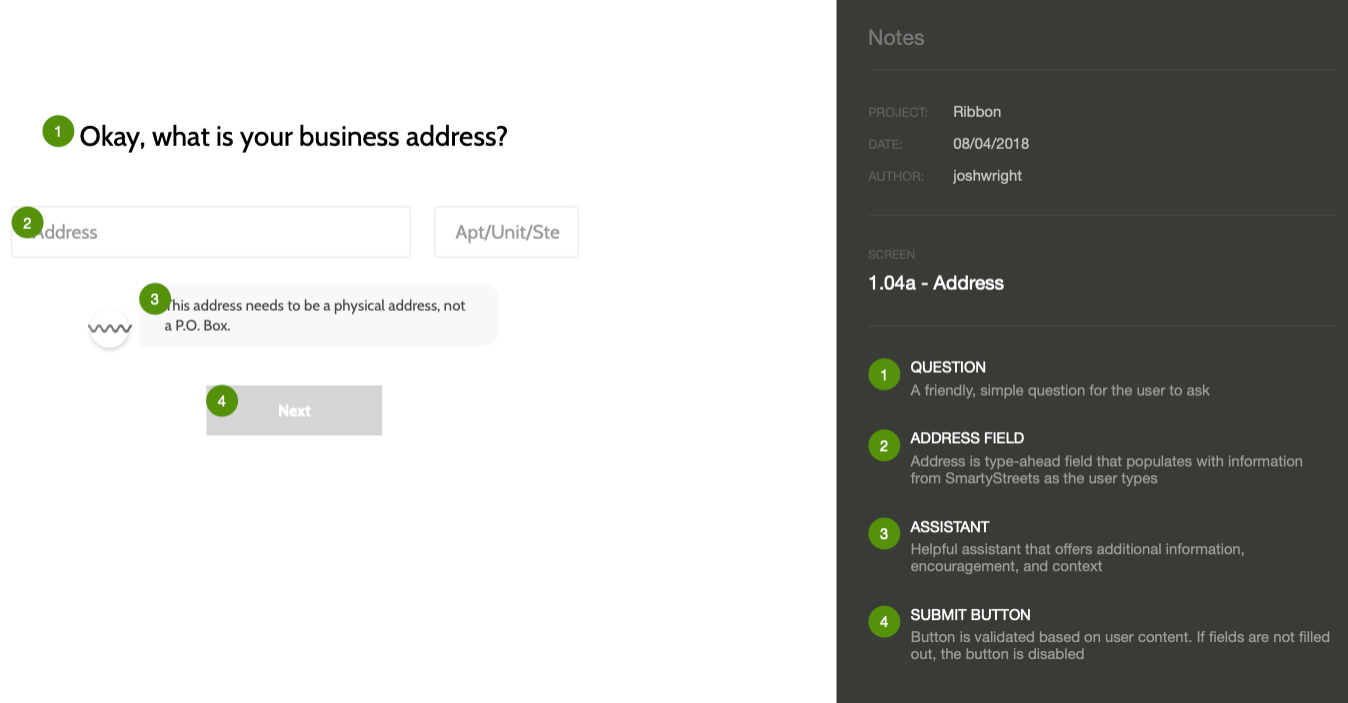 1 Okay, what is your business address?
2 Address
Apt/Unit/Ste
3 This address needs to be a physical address, not
a P.O. Box.
4 Next
Notes
PROJECT: Ribbon
DATE: 08/04/2018
AUTHOR: joshwright
SCREEN
1.04a - Address
1 QUESTION
A friendly, simple question for the user to ask
2 ADDRESS FIELD
Address is type-ahead field that populates with information
from SmartyStreets as the user types
3 ASSISTANT
Helpful assistant that offers additional information,
encouragement, and context
4 SUBMIT BUTTON
Button is validated based on user content. If fields are not filled
out, the button is disabled